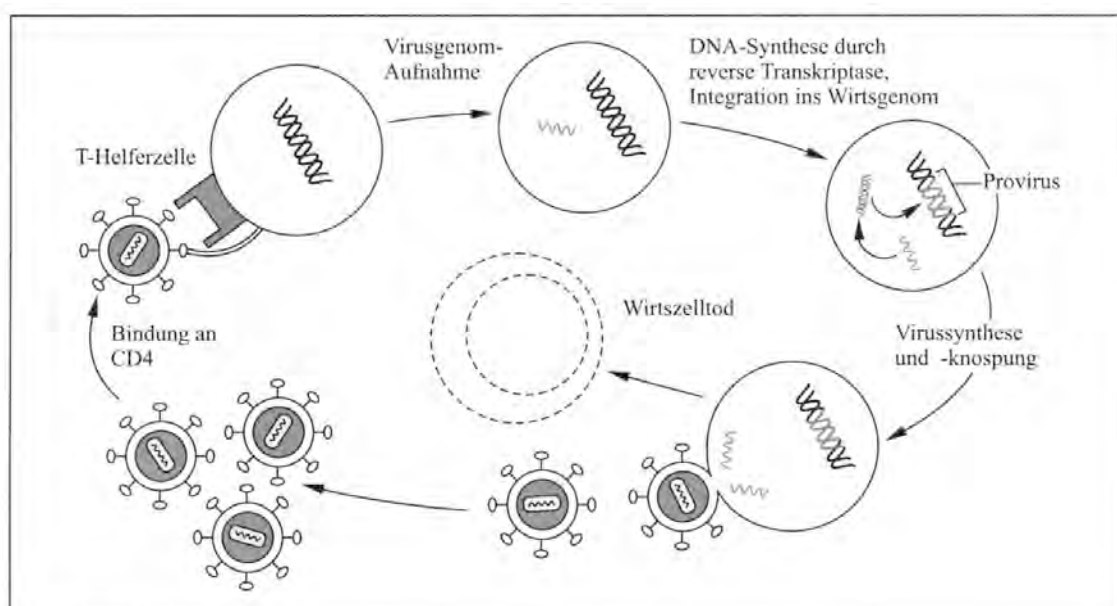 Virusgenom-
Aufnahme
DNA-Synthese durch
reverse Transkriptase,
Integration ins Wirtsgenom
T-Helferzelle
Provirus
Wirtszelltod
Bindung an
CD4
Virussynthese
und -knospung